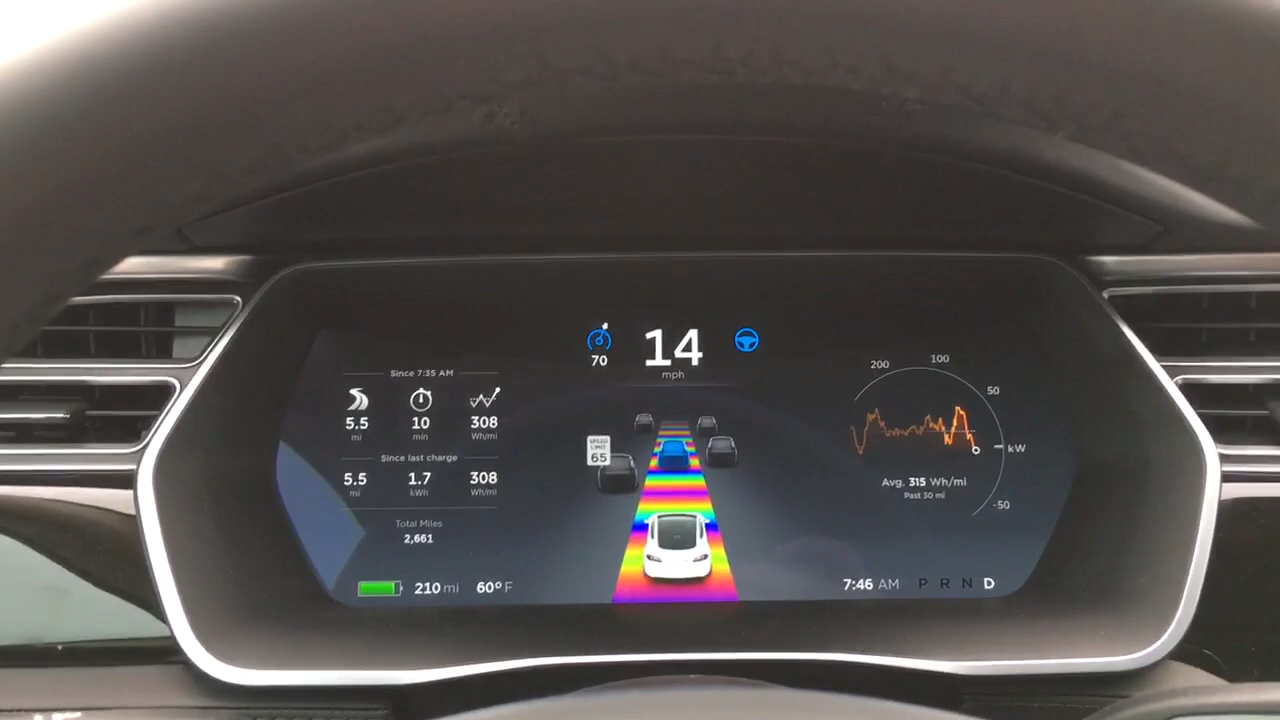 70
14
mph
Since 7:35 AM
5.5 10 308
mi min Wh/mi
Since last charge
5.5 1.7 308
mi kWh Wh/mi
Total Miles
2,661
210 mi 60° F
SPEED
LIMIT
65
200 100
50
kW
-50
Avg. 315 Wh/mi
Past 30 mi
7:46 AM P R N D